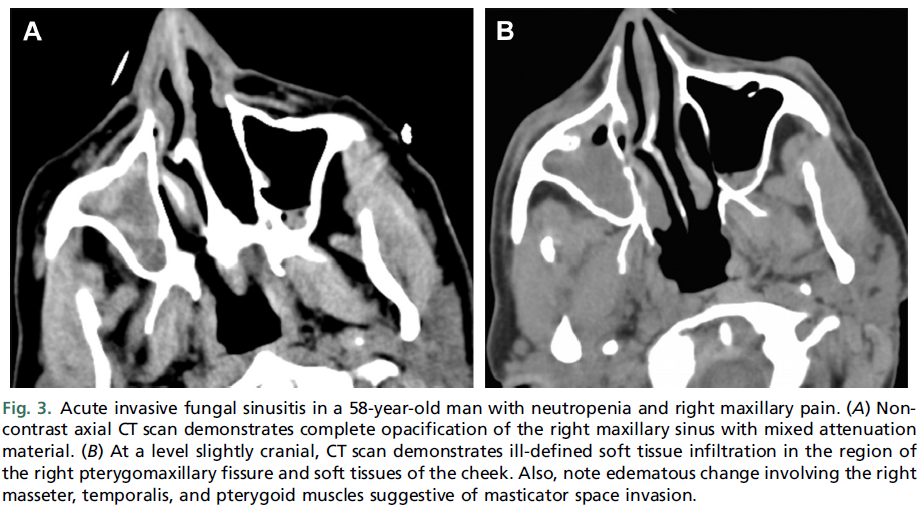 A
B
Fig. 3. Acute invasive fungal sinusitis in a 58-year-old man with neutropenia and right maxillary pain. (A) Non-
contrast axial CT scan demonstrates complete opacification of the right maxillary sinus with mixed attenuation
material. (B) At a level slightly cranial, CT scan demonstrates ill-defined soft tissue infiltration in the region of
the right pterygomaxillary fissure and soft tissues of the cheek. Also, note edematous change involving the right
masseter, temporalis, and pterygoid muscles suggestive of masticator space invasion.